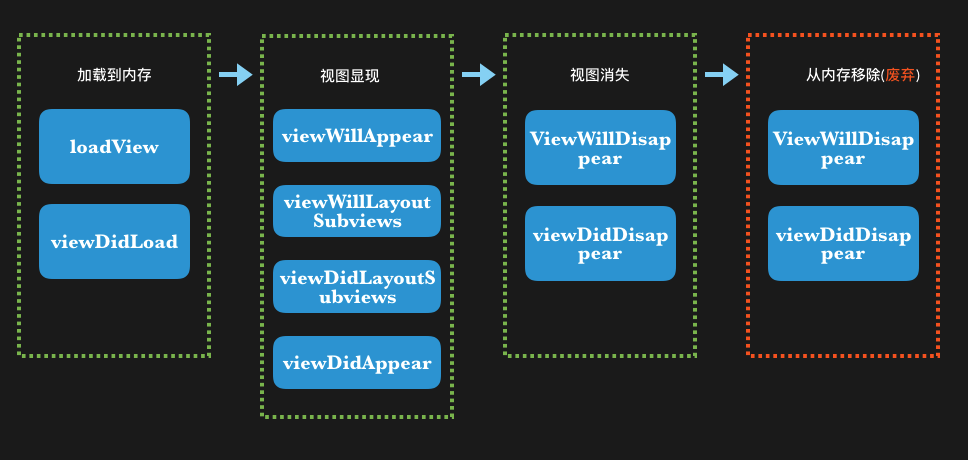 加载到内存
loadView
viewDidLoad
视图显现
viewWillAppear
viewWillLayout
Subviews
viewDidLayoutS
ubviews
viewDidAppear
视图消失
ViewWillDisap
pear
viewDidDisap
pear
从内存移除(废弃)
ViewWillDisap
pear
viewDidDisap
pear